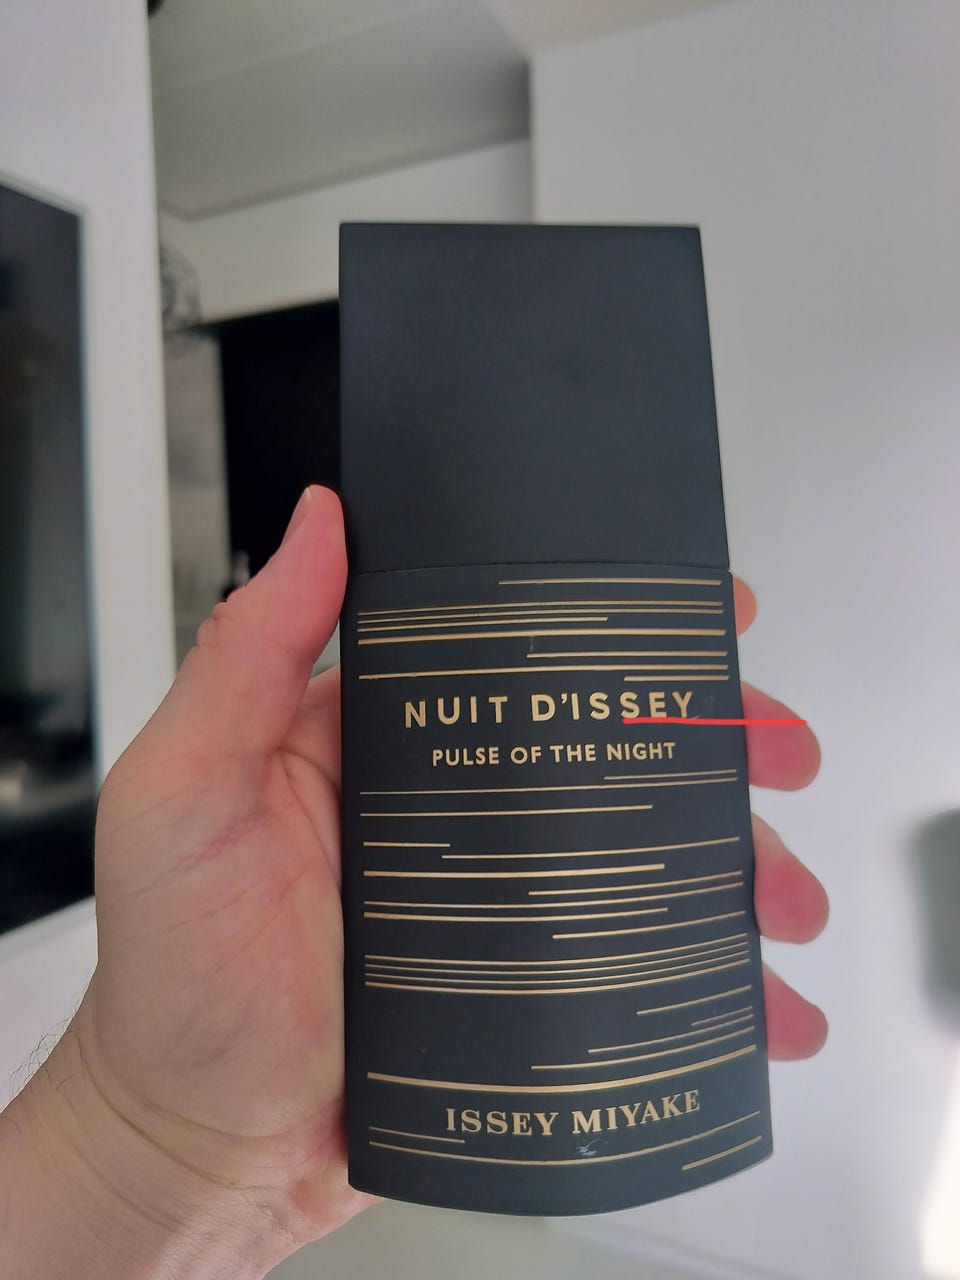 NUIT D'ISSEY
PULSE OF THE NIGHT
ISSEY MIYAKE